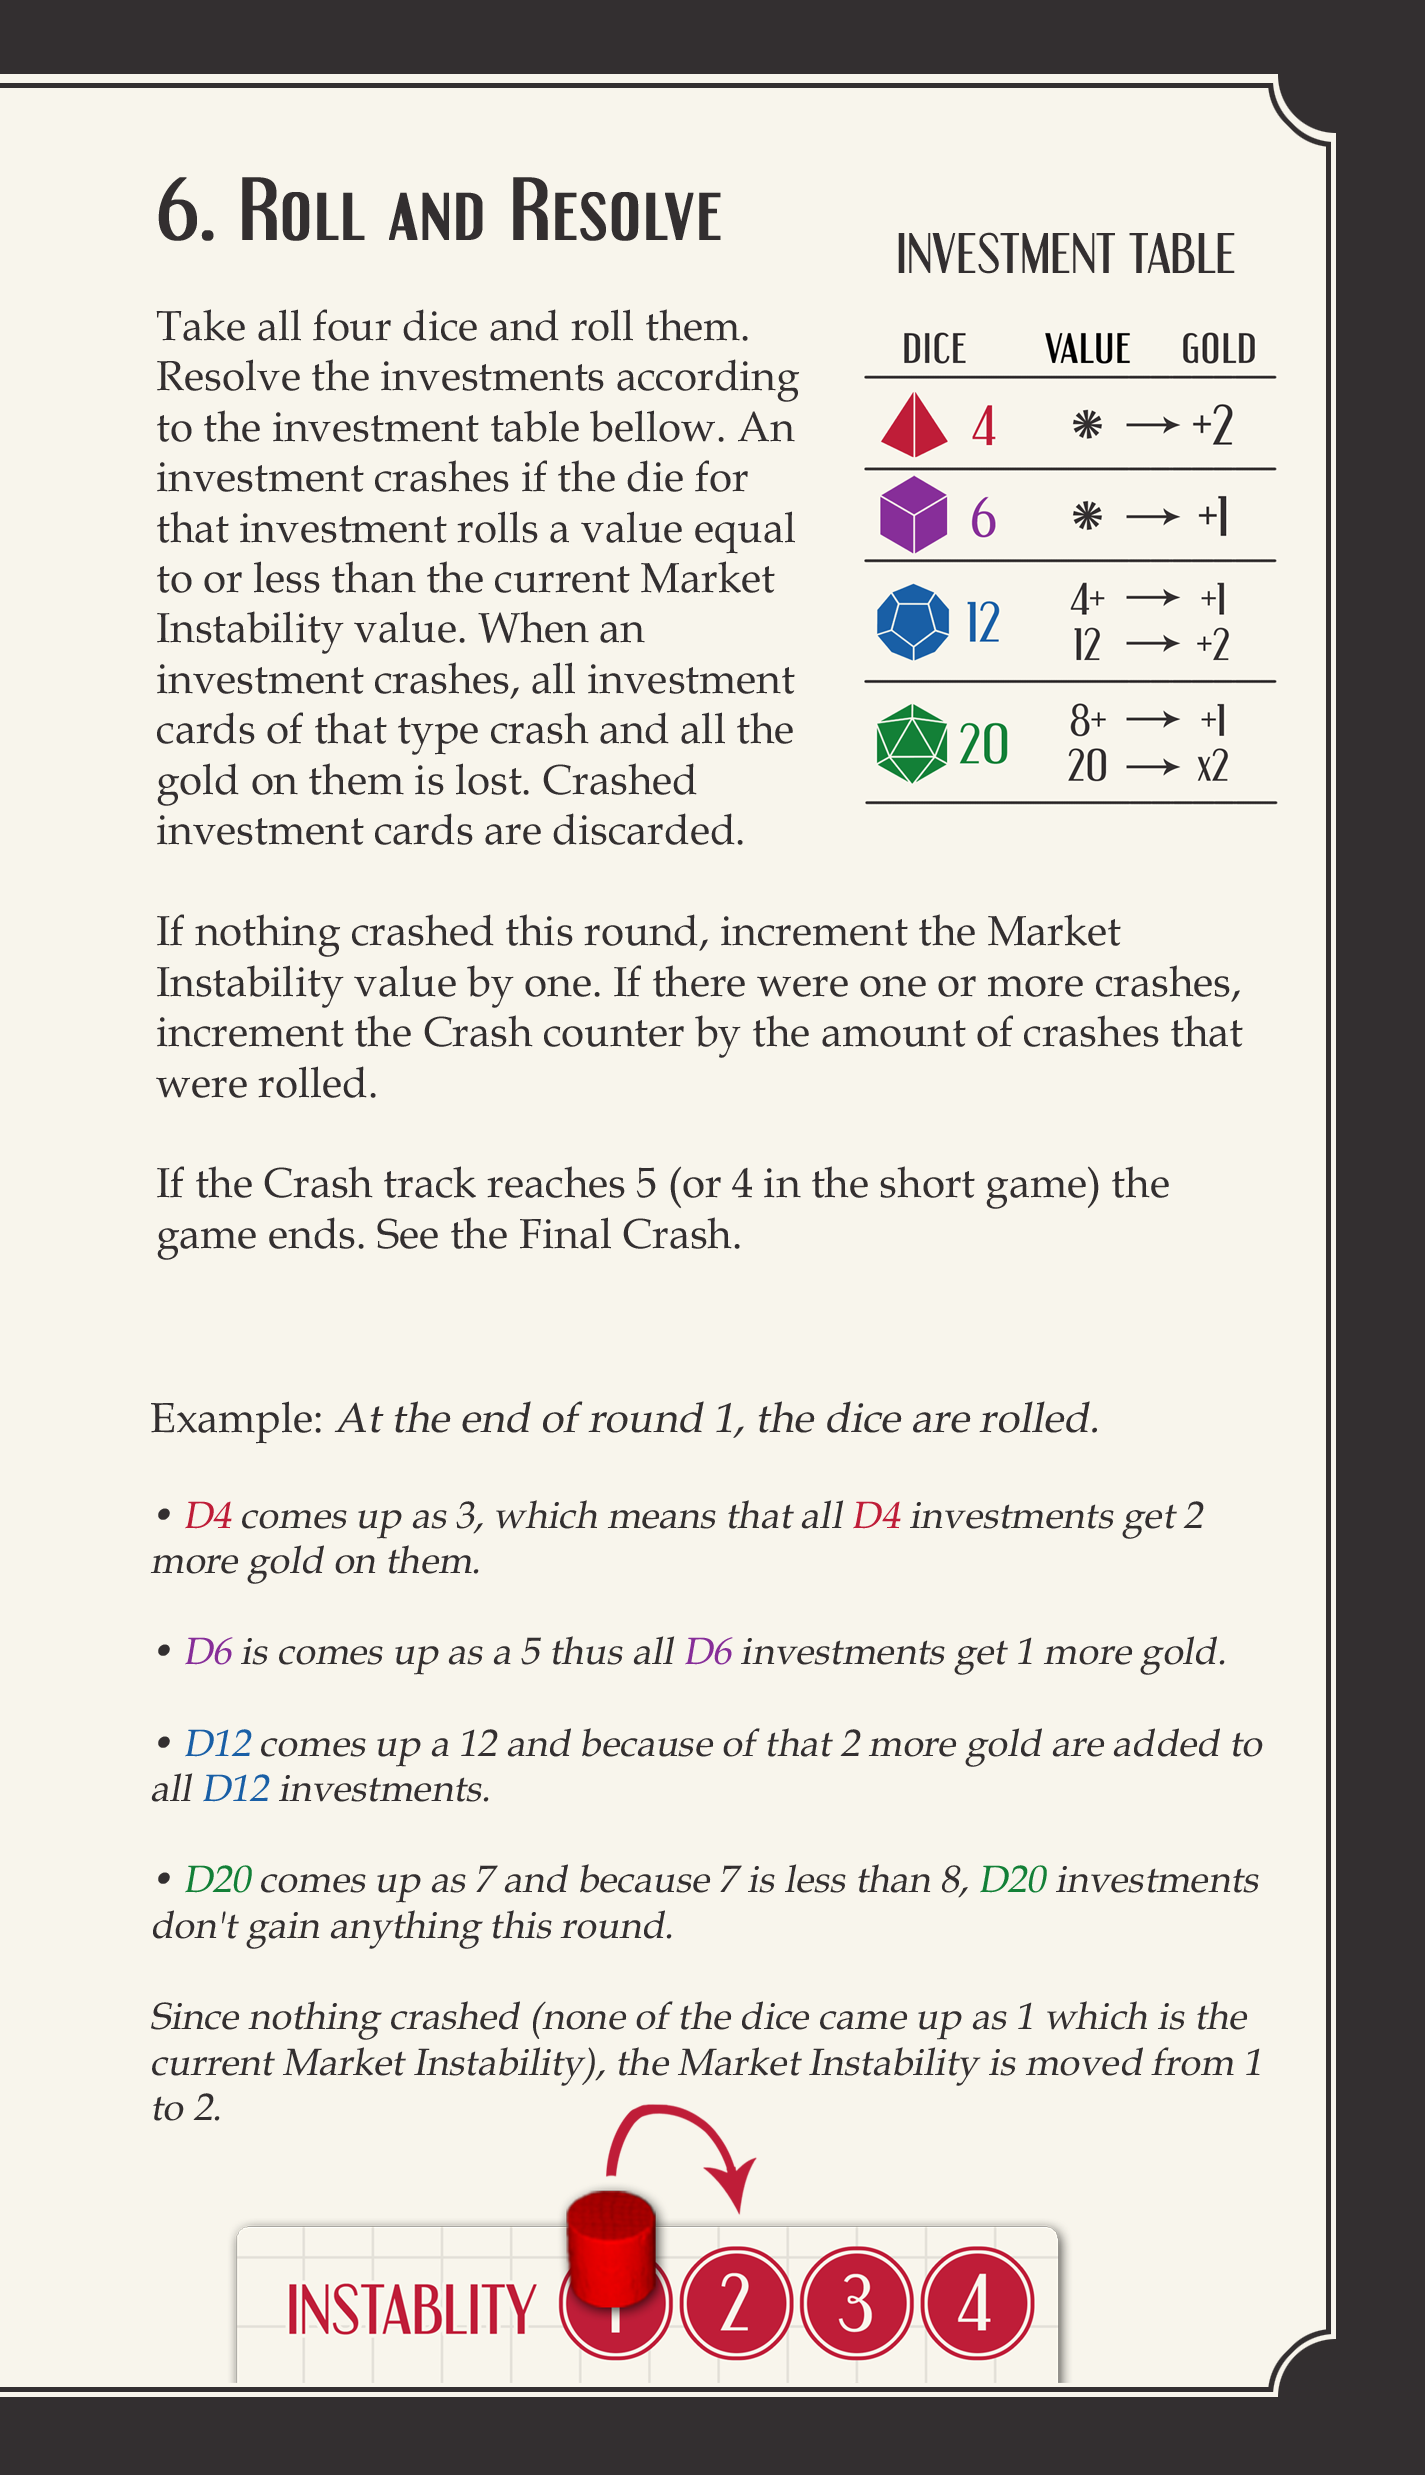 6. Roll and Resolve
Take all four dice and roll them.
Resolve the investments according
to the investment table bellow. An
investment crashes if the die for
that investment rolls a value equal
to or less than the current Market
Instability value. When an
investment crashes, all investment
cards of that type crash and all the
gold on them is lost. Crashed
investment cards are discarded.
INVESTMENT TABLE
DICE VALUE GOLD
4 * → +2
6 * → +1
12 4+ → +1
12 → +2
20 8+ → +1
20 → x2
If nothing crashed this round, increment the Market
Instability value by one. If there were one or more crashes,
increment the Crash counter by the amount of crashes that
were rolled.
If the Crash track reaches 5 (or 4 in the short game) the
game ends. See the Final Crash.
Example: At the end of round 1, the dice are rolled.
• D4 comes up as 3, which means that all D4 investments get 2
more gold on them.
• D6 is comes up as a 5 thus all D6 investments get 1 more gold.
• D12 comes up a 12 and because of that 2 more gold are added to
all D12 investments.
• D20 comes up as 7 and because 7 is less than 8, D20 investments
don't gain anything this round.
Since nothing crashed (none of the dice came up as 1 which is the
current Market Instability), the Market Instability is moved from 1
to 2.
INSTABLITY 1 2 3 4